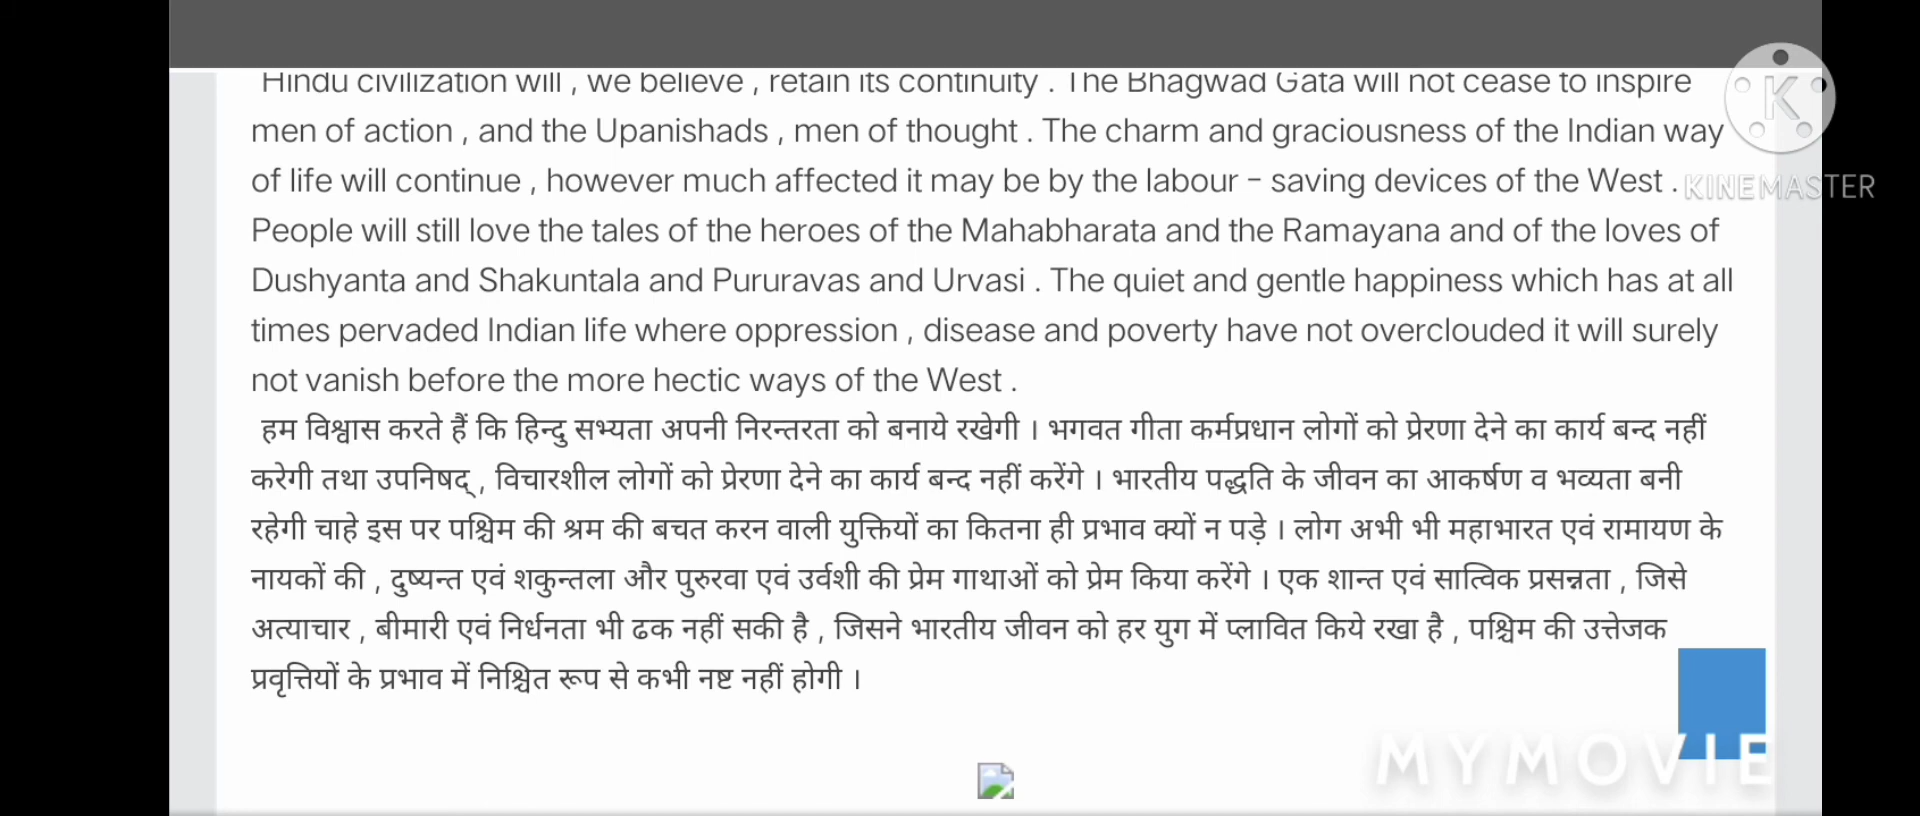 Hindu civilization will , we believe , retain its continuity . The Bhagwad Gata will not cease to inspire
men of action , and the Upanishads , men of thought . The charm and graciousness of the Indian way
of life will continue , however much affected it may be by the labour - saving devices of the West .
People will still love the tales of the heroes of the Mahabharata and the Ramayana and of the loves of
Dushyanta and Shakuntala and Pururavas and Urvasi . The quiet and gentle happiness which has at all
times pervaded Indian life where oppression , disease and poverty have not overclouded it will surely
not vanish before the more hectic ways of the West .
हम विश्वास करते हैं कि हिन्दु सभ्यता अपनी निरन्तरता को बनाये रखेगी । भगवत गीता कर्मप्रधान लोगों को प्रेरणा देने का कार्य बन्द नहीं
करेगी तथा उपनिषद् , विचारशील लोगों को प्रेरणा देने का कार्य बन्द नहीं करेंगे । भारतीय पद्धति के जीवन का आकर्षण व भव्यता बनी
रहेगी चाहे इस पर पश्चिम की श्रम की बचत करन वाली युक्तियों का कितना ही प्रभाव क्यों न पड़े । लोग अभी भी महाभारत एवं रामायण के
नायकों की , दुष्यन्त एवं शकुन्तला और पुरुरवा एवं उर्वशी की प्रेम गाथाओं को प्रेम किया करेंगे । एक शान्त एवं सात्विक प्रसन्नता , जिसे
अत्याचार , बीमारी एवं निर्धनता भी ढक नहीं सकी है , जिसने भारतीय जीवन को हर युग में प्लावित किये रखा है , पश्चिम की उत्तेजक
प्रवृत्तियों के प्रभाव में निश्चित रूप से कभी नष्ट नहीं होगी ।
K
KINEMASTER
MYMOVIE